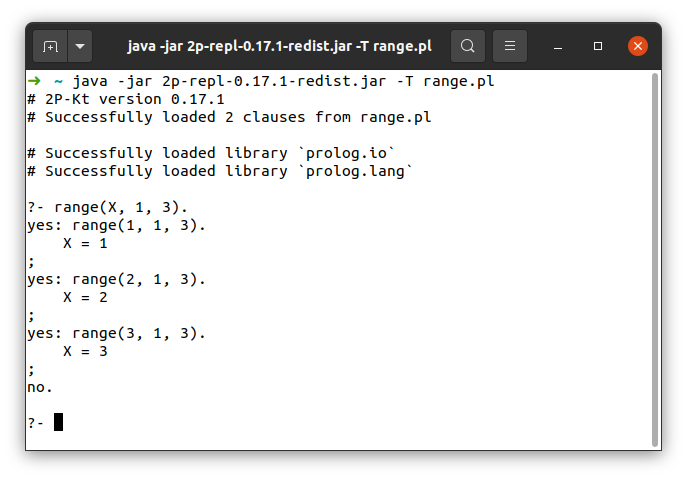 java -jar 2p-repl-0.17.1-redist.jar -T range.pl
➜ ~ java -jar 2p-repl-0.17.1-redist.jar -T range.pl
# 2P-Kt version 0.17.1
# Successfully loaded 2 clauses from range.pl
# Successfully loaded library `prolog.io`
# Successfully loaded library `prolog.lang`
?- range(X, 1, 3).
yes: range(1, 1, 3).
    X = 1
;
yes: range(2, 1, 3).
    X = 2
;
yes: range(3, 1, 3).
    X = 3
;
no.
?-